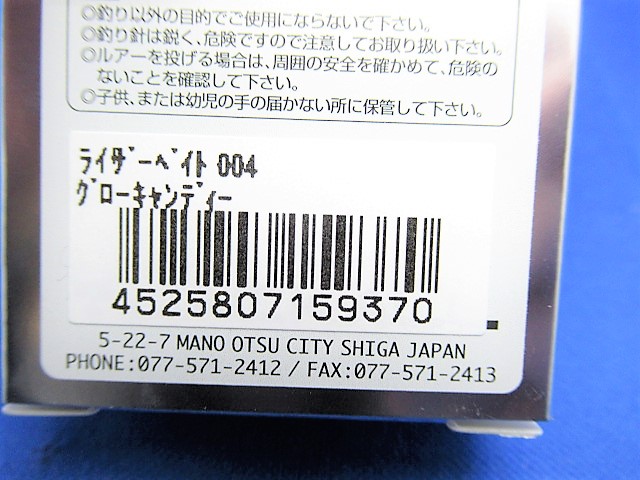 ◎釣り以外の目的でご使用にならないで下さい。
◎釣り針は鋭く、危険ですので注意してお取り扱い下さい。
◎ルアーを投げる場合は、周囲の安全を確かめて、危険の
ないことを確認して下さい。
◎子供、または幼児の手の届かない所に保管して下さい。
ライザーベイト 004
グローキャンディー
4525807159370
5-22-7 MANO OTSU CITY SHIGA JAPAN
PHONE:077-571-2412 / FAX:077-571-2413